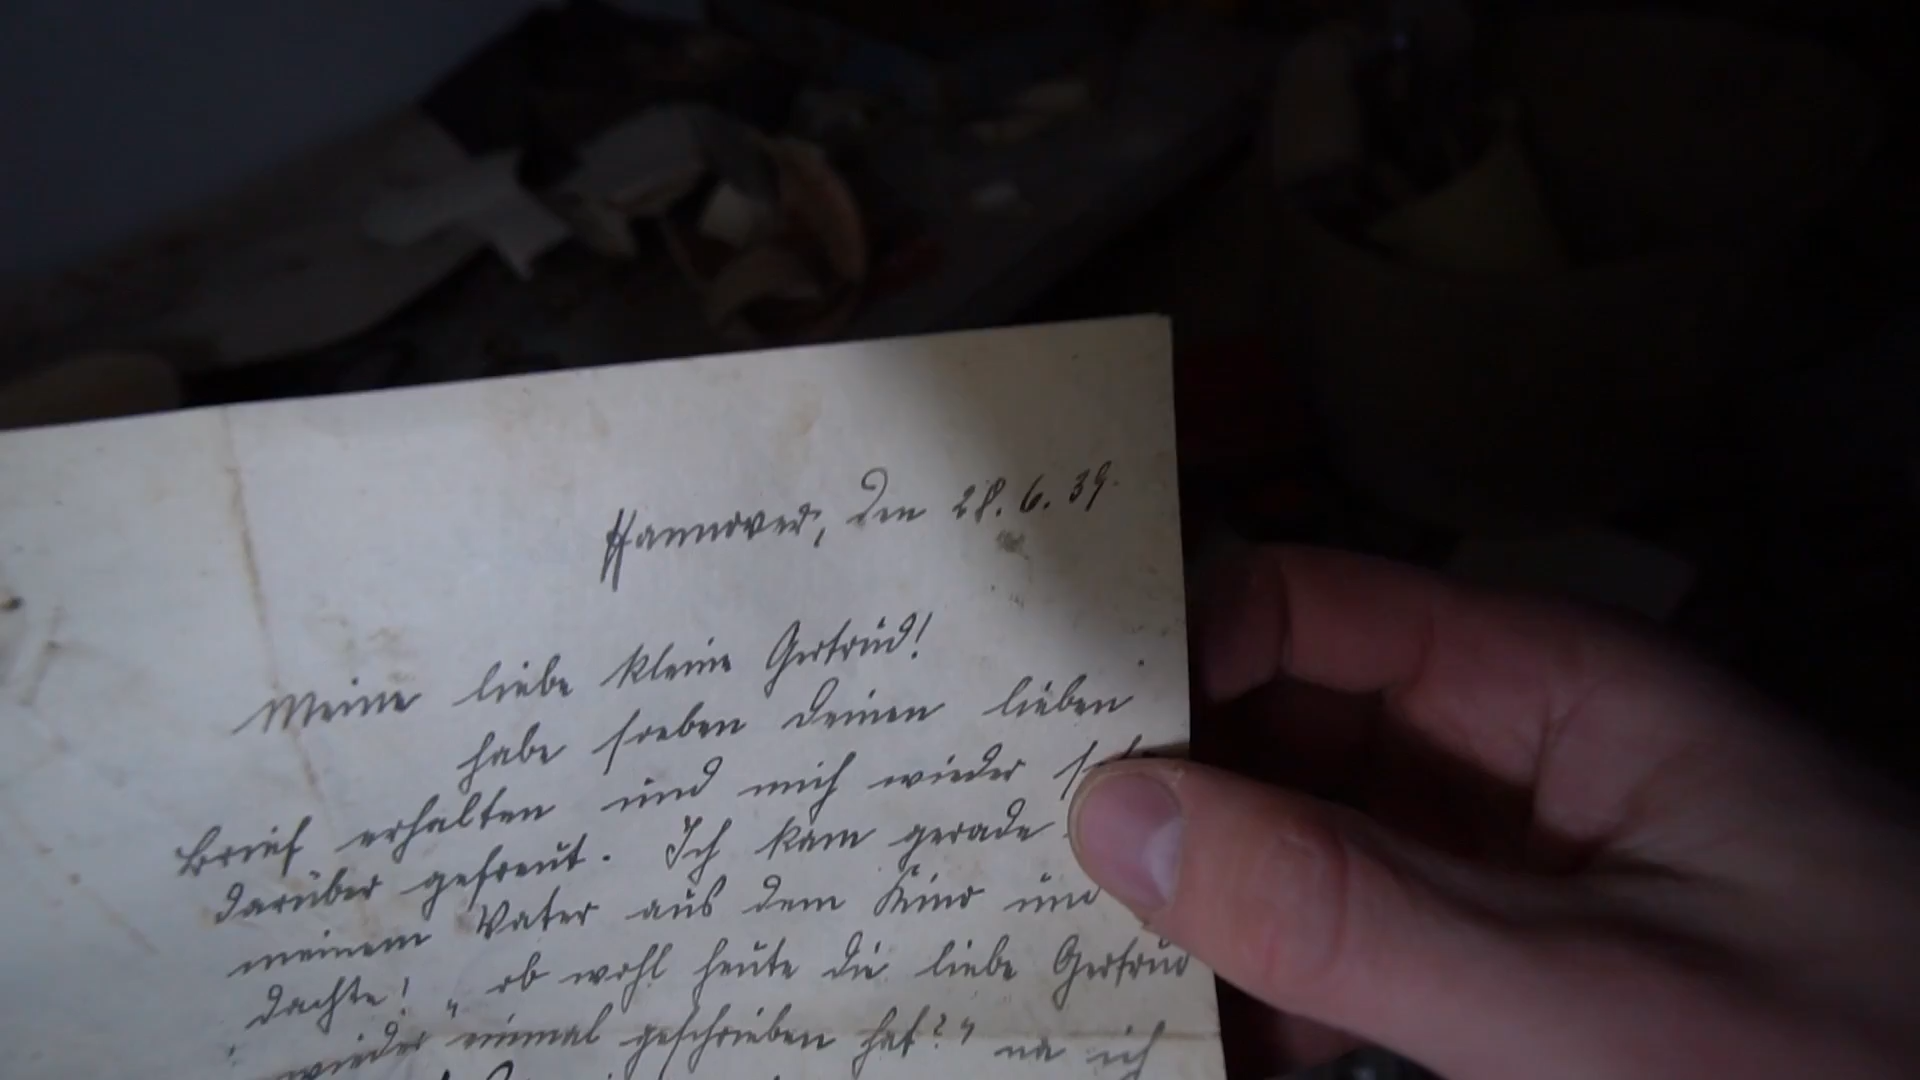 Hannover, den 28. 6. 39.
Meine liebe kleine Gertrud!
habe soeben deinen lieben
Brief erhalten und mich wieder
darüber gefreut. Ich kam gerade
meinem Vater aus dem Kino und
dachte! „ob wohl heute die liebe Gertrud
wieder einmal geschrieben hat?" na ich